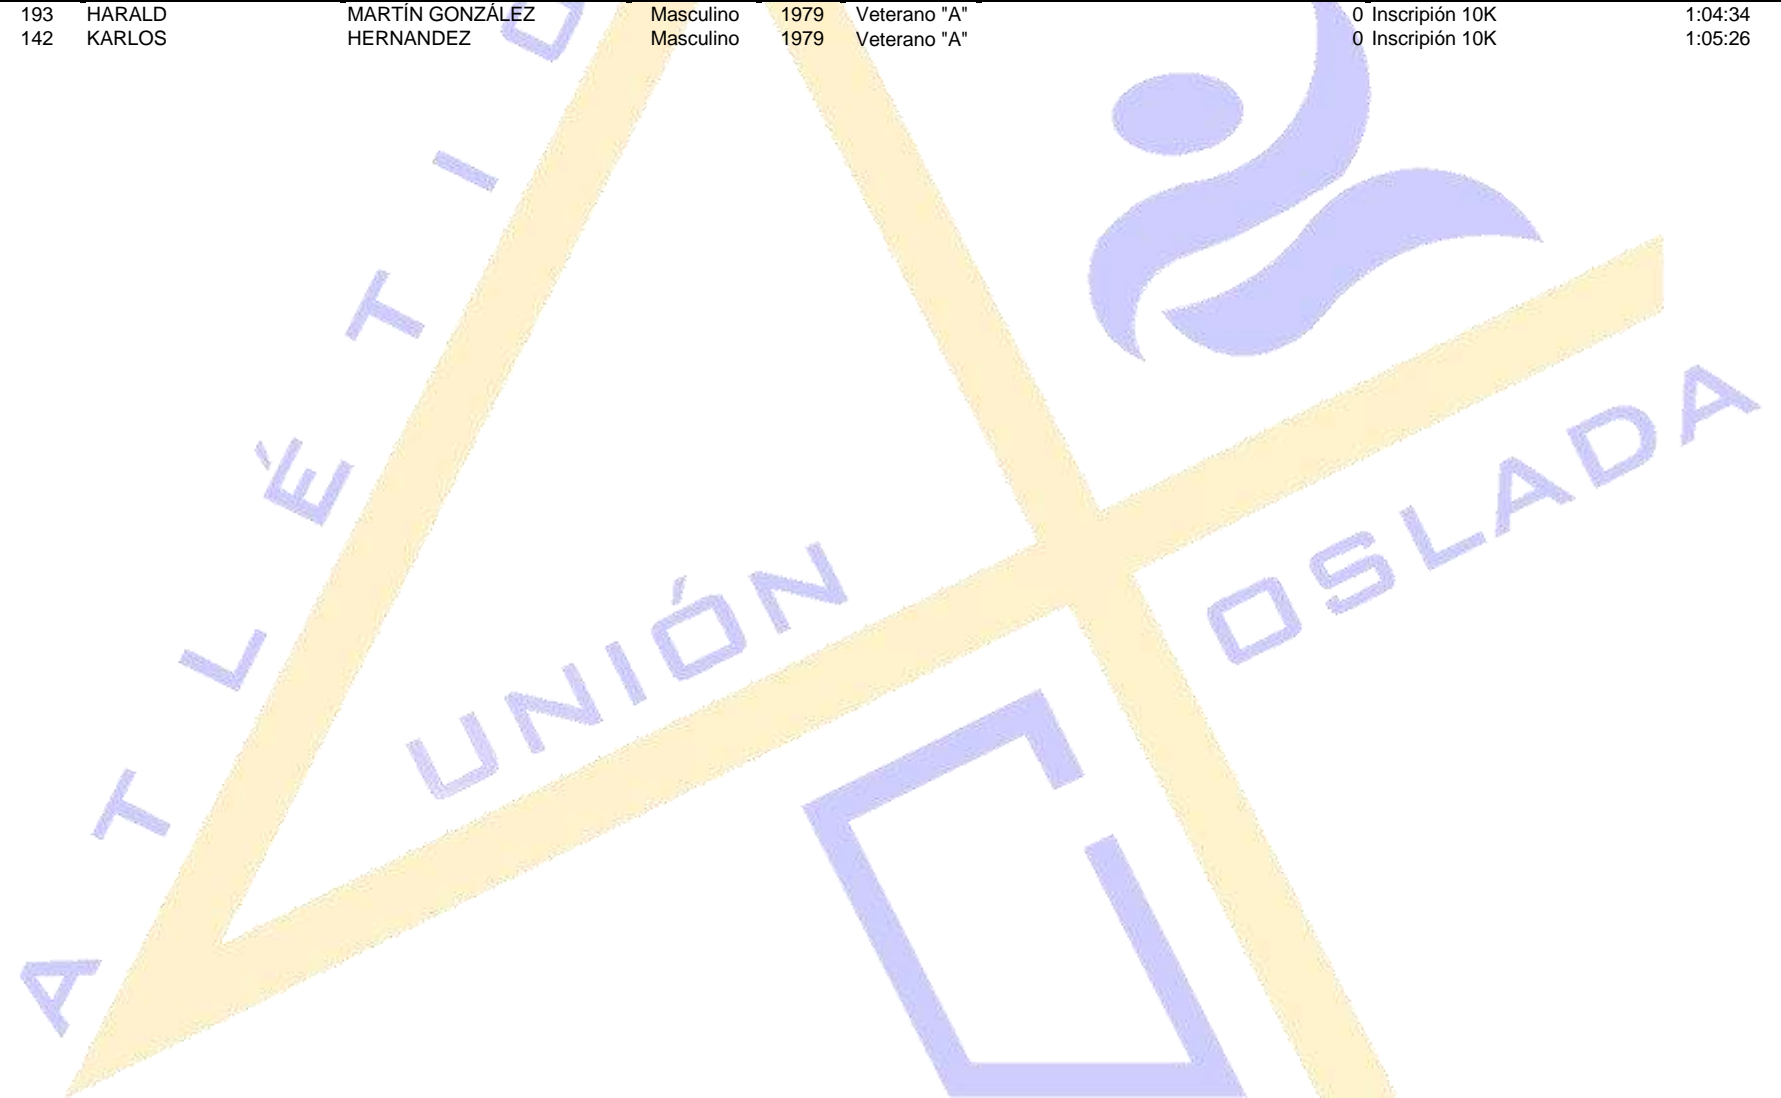 193 HARALD MARTÍN GONZÁLEZ Masculino 1979 Veterano "A" 0 Inscripión 10K 1:04:34
142 KARLOS HERNANDEZ Masculino 1979 Veterano "A" 0 Inscripión 10K 1:05:26
ATLÉTIC
UNIÓN
OSLADA